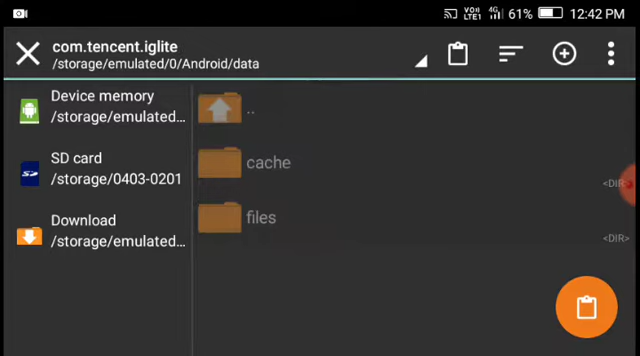 VO)) LTE1 4G 61% 12:42 PM
com.tencent.iglite
/storage/emulated/0/Android/data
Device memory
/storage/emulated...
SD card
/storage/0403-0201
Download
/storage/emulated...
..
cache
<DIR>
files
<DIR>